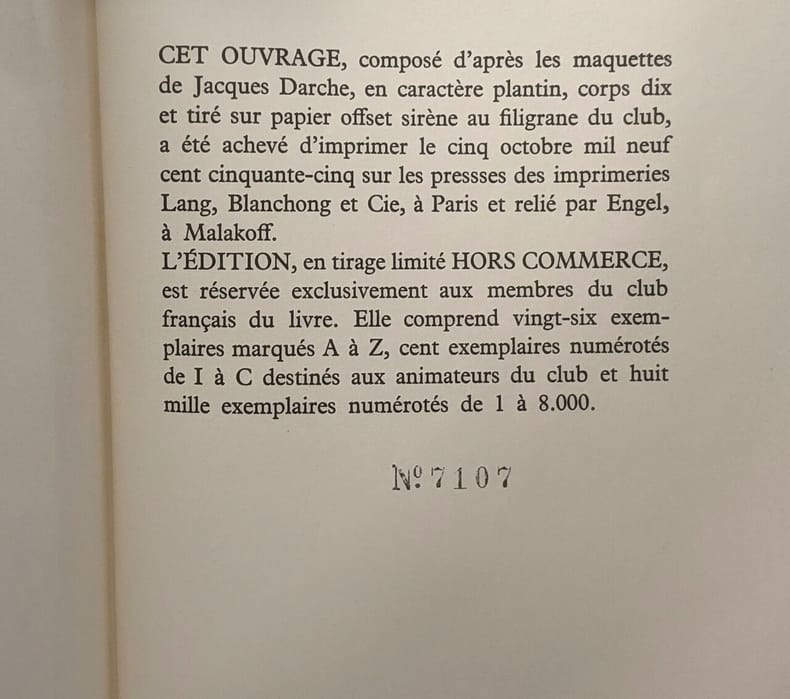 CET OUVRAGE, composé d'après les maquettes
de Jacques Darche, en caractère plantin, corps dix
et tiré sur papier offset sirène au filigrane du club,
a été achevé d'imprimer le cinq octobre mil neuf
cent cinquante-cinq sur les pressses des imprimeries
Lang, Blanchong et Cie, à Paris et relié par Engel,
à Malakoff.
L'ÉDITION, en tirage limité HORS COMMERCE,
est réservée exclusivement aux membres du club
français du livre. Elle comprend vingt-six exem-
plaires marqués A à Z, cent exemplaires numérotés
de I à C destinés aux animateurs du club et huit
mille exemplaires numérotés de 1 à 8.000.
Nº 7107